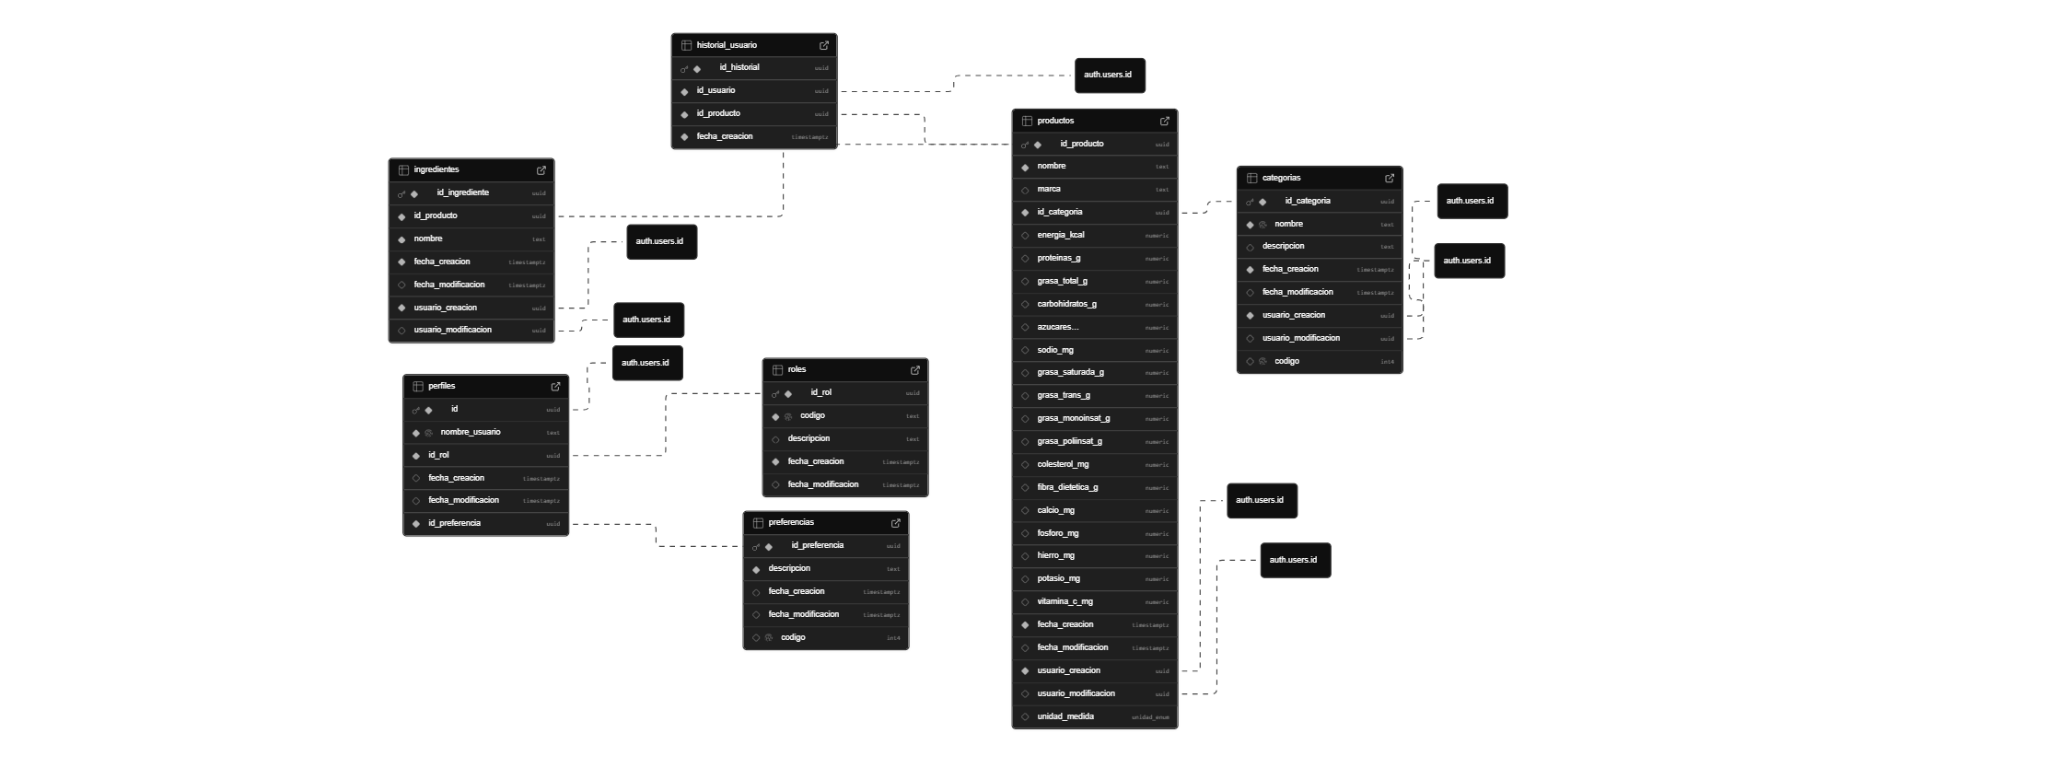 historial_usuario
id_historial uuid
id_usuario uuid
id_producto uuid
fecha_creacion timestamptz
auth.users.id
productos
id_producto uuid
nombre text
marca text
id_categoria uuid
energia_kcal numeric
proteinas_g numeric
grasa_total_g numeric
carbohidratos_g numeric
azucares... numeric
sodio_mg numeric
grasa_saturada_g numeric
grasa_trans_g numeric
grasa_monoinsat_g numeric
grasa_poliinsat_g numeric
colesterol_mg numeric
fibra_dietetica_g numeric
calcio_mg numeric
fosforo_mg numeric
hierro_mg numeric
potasio_mg numeric
vitamina_c_mg numeric
fecha_creacion timestamptz
fecha_modificacion timestamptz
usuario_creacion uuid
usuario_modificacion uuid
unidad_medida unidad_enum
ingredientes
id_ingrediente uuid
id_producto uuid
nombre text
fecha_creacion timestamptz
fecha_modificacion timestamptz
usuario_creacion uuid
usuario_modificacion uuid
auth.users.id
auth.users.id
auth.users.id
categorias
id_categoria uuid
nombre text
descripcion text
fecha_creacion timestamptz
fecha_modificacion timestamptz
usuario_creacion uuid
usuario_modificacion uuid
codigo int4
auth.users.id
auth.users.id
perfiles
id uuid
nombre_usuario text
id_rol uuid
fecha_creacion timestamptz
fecha_modificacion timestamptz
id_preferencia uuid
roles
id_rol uuid
codigo text
descripcion text
fecha_creacion timestamptz
fecha_modificacion timestamptz
preferencias
id_preferencia uuid
descripcion text
fecha_creacion timestamptz
fecha_modificacion timestamptz
codigo int4
auth.users.id
auth.users.id